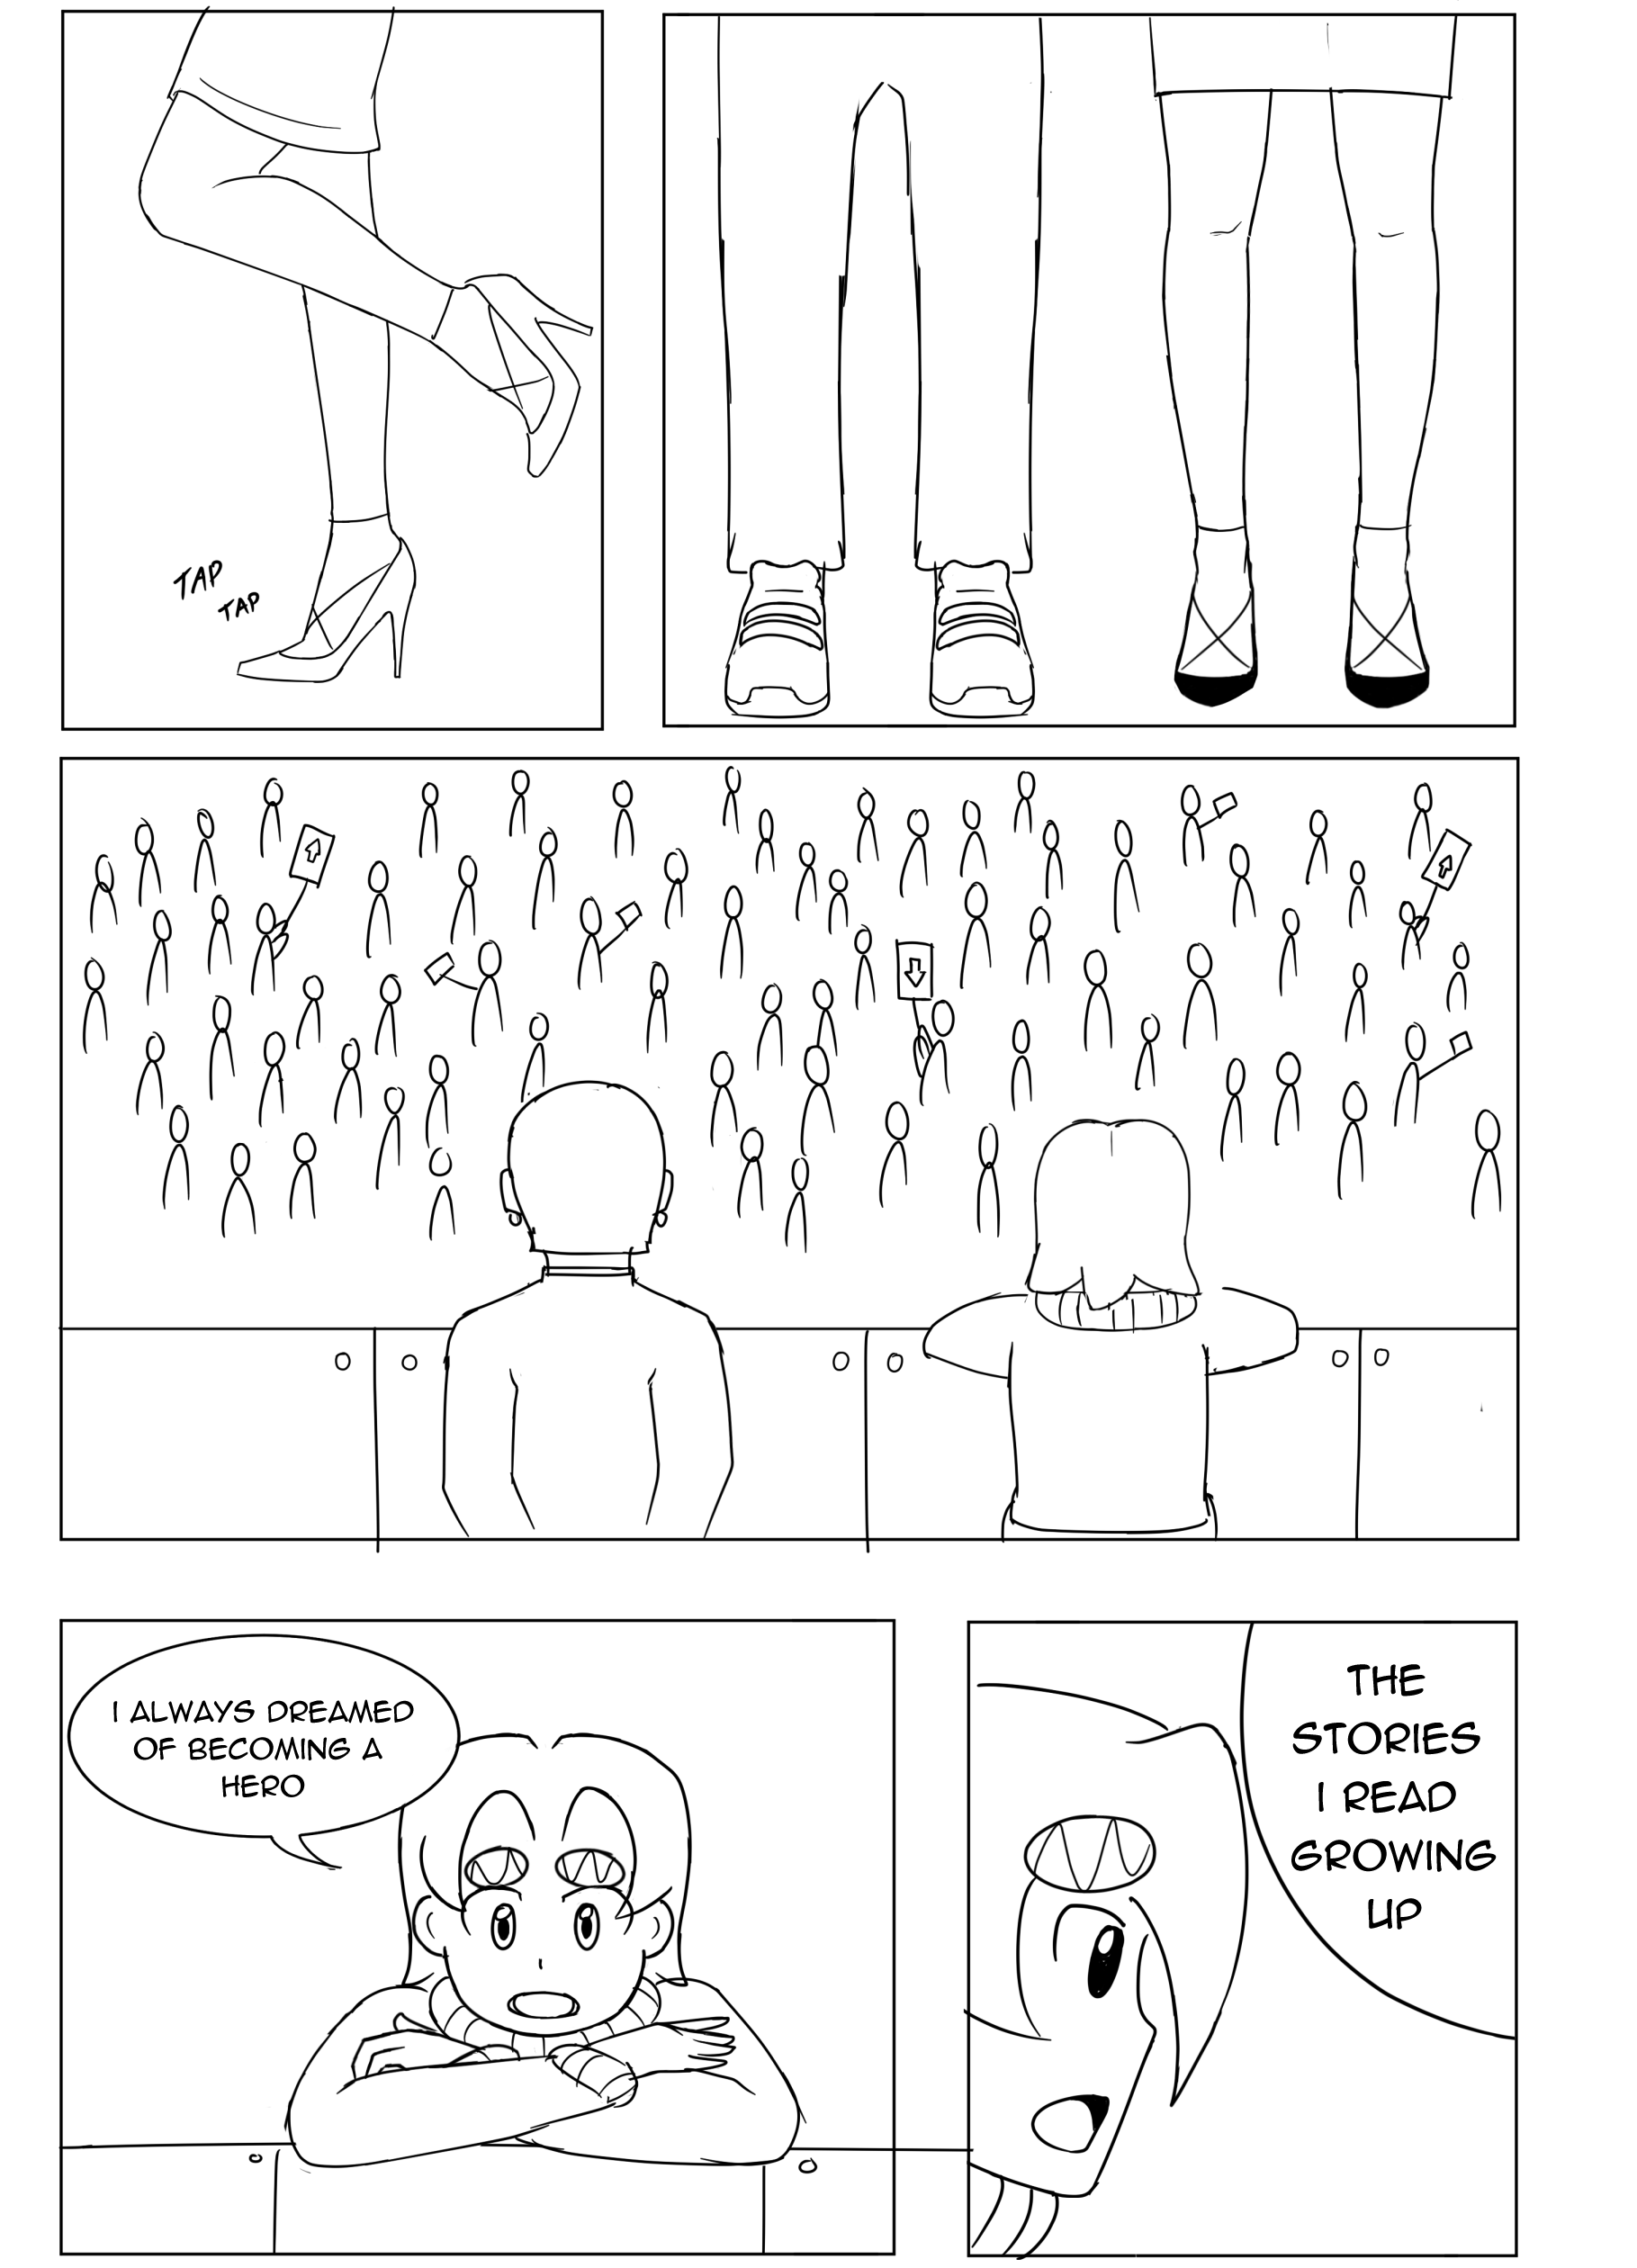 TAP
TAP
I ALWAYS DREAMED
OF BECOMING A
HERO
THE
STORIES
I READ
GROWING
UP